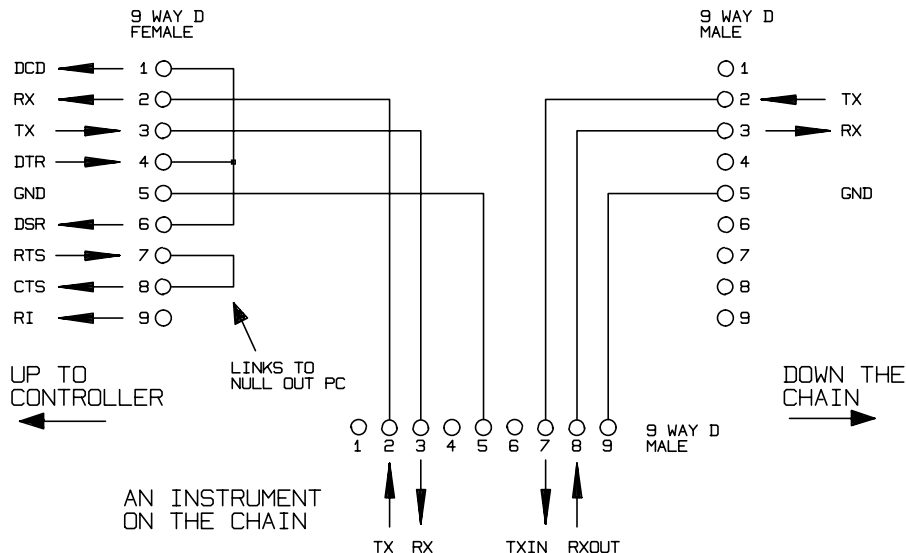 9 WAY D
FEMALE
9 WAY D
MALE
DCD 1
RX 2
TX 3
DTR 4
GND 5
DSR 6
RTS 7
CTS 8
RI 9
1
2 TX
3 RX
4
5 GND
6
7
8
9
LINKS TO
NULL OUT PC
UP TO
CONTROLLER
DOWN THE
CHAIN
1 2 3 4 5 6 7 8 9
9 WAY D
MALE
AN INSTRUMENT
ON THE CHAIN
TX RX TXIN RXOUT